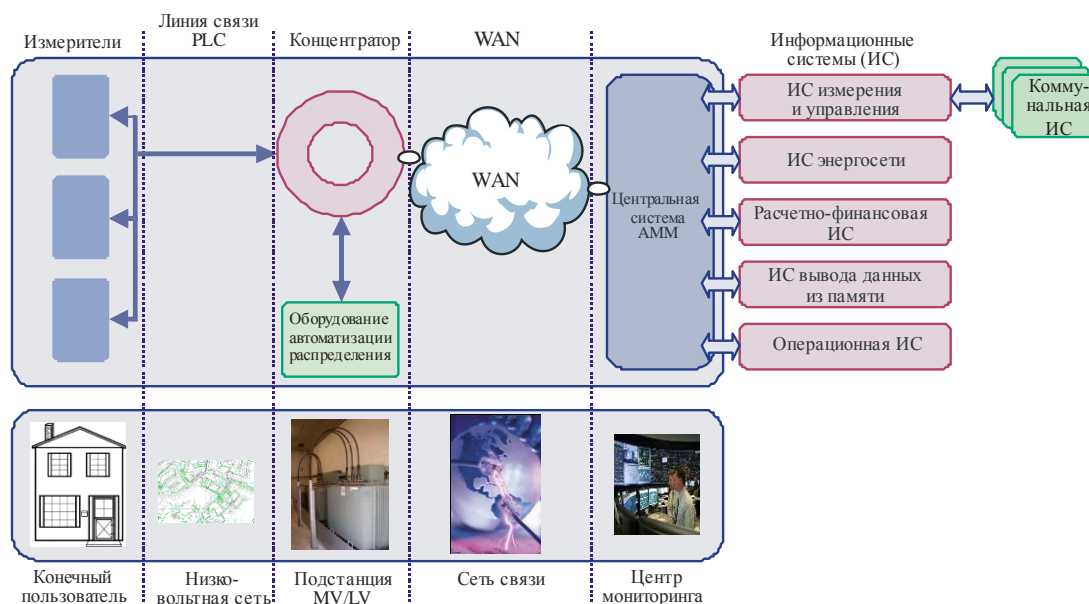 Линия связи
PLC
Измерители
Концентратор
WAN
Информационные
системы (ИС)
ИС измерения
и управления
Комму-
нальная
ИС
WAN
ИС энергосети
Центральная
система
АММ
Расчетно-финансовая
ИС
ИС вывода данных
из памяти
Оборудование
автоматизации
распределения
Операционная ИС
Конечный
пользователь
Низко-
вольтная сеть
Подстанция
MV/LV
Сеть связи
Центр
мониторинга